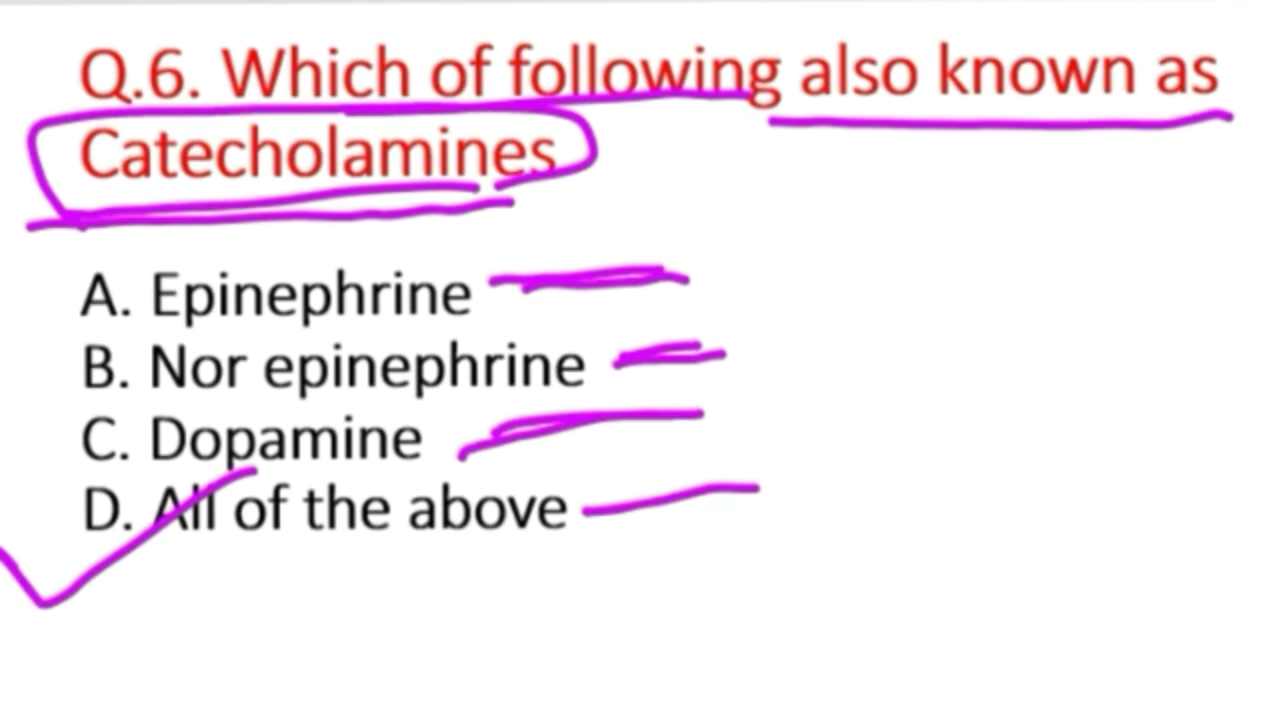 Q.6. Which of following also known as
Catecholamines
A. Epinephrine
B. Nor epinephrine
C. Dopamine
D. All of the above